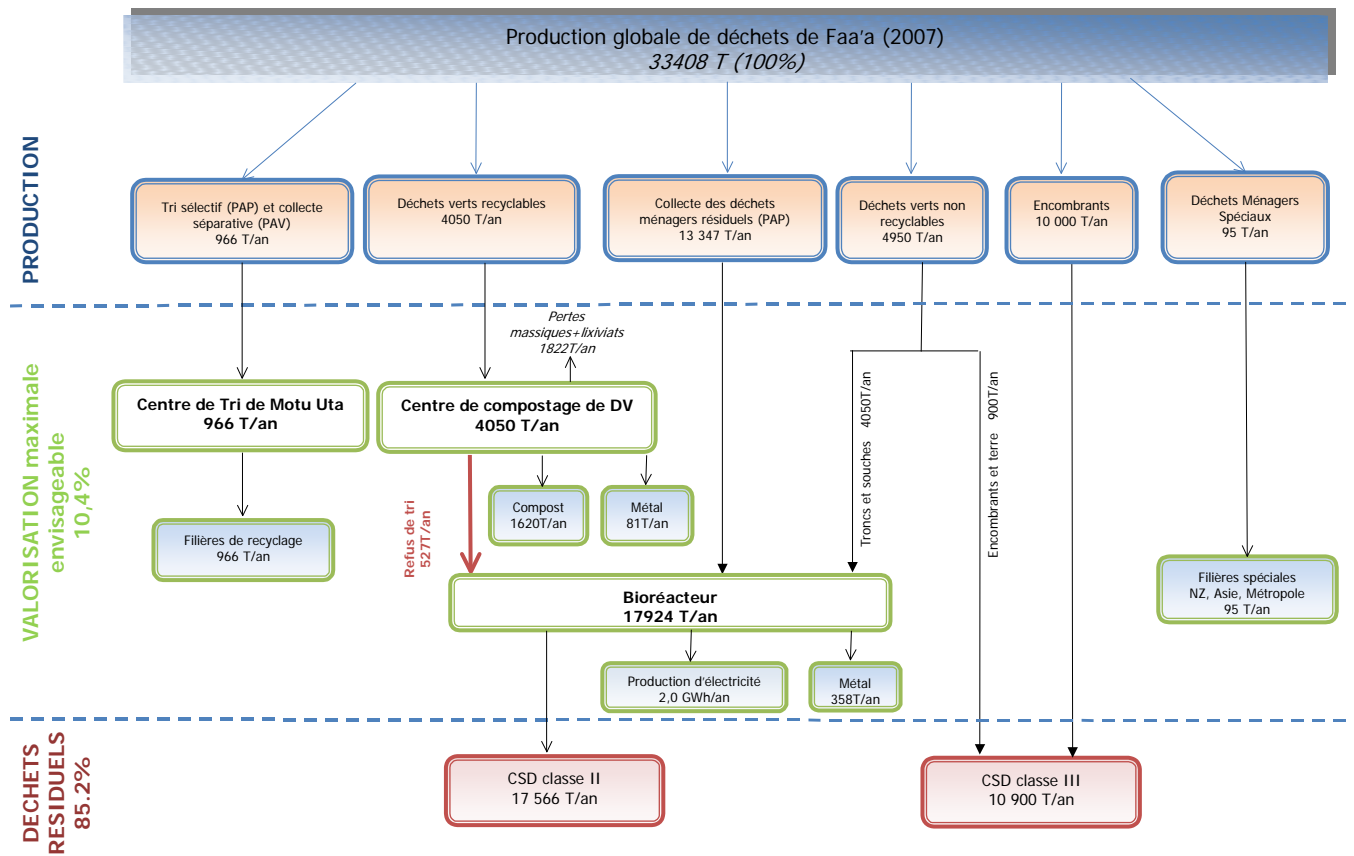 Production globale de déchets de Faa'a (2007)
33408 T (100%)
PRODUCTION
Tri sélectif (PAP) et collecte
séparative (PAV)
966 T/an
Déchets verts recyclables
4050 T/an
Collecte des déchets
ménagers résiduels (PAP)
13 347 T/an
Déchets verts non
recyclables
4950 T/an
Encombrants
10 000 T/an
Déchets Ménagers
Spéciaux
95 T/an
VALORISATION maximale
envisageable
10,4%
Pertes
massiques+lixiviats
1822T/an
Centre de Tri de Motu Uta
966 T/an
Centre de compostage de DV
4050 T/an
Troncs et souches 4050T/an
Encombrants et terre 900T/an
Refus de tri
527T/an
Compost
1620T/an
Métal
81T/an
Filières de recyclage
966 T/an
Filières spéciales
NZ, Asie, Métropole
95 T/an
Bioréacteur
17924 T/an
Production d'électricité
2,0 GWh/an
Métal
358T/an
DECHETS
RESIDUELS
85.2%
CSD classe II
17 566 T/an
CSD classe III
10 900 T/an